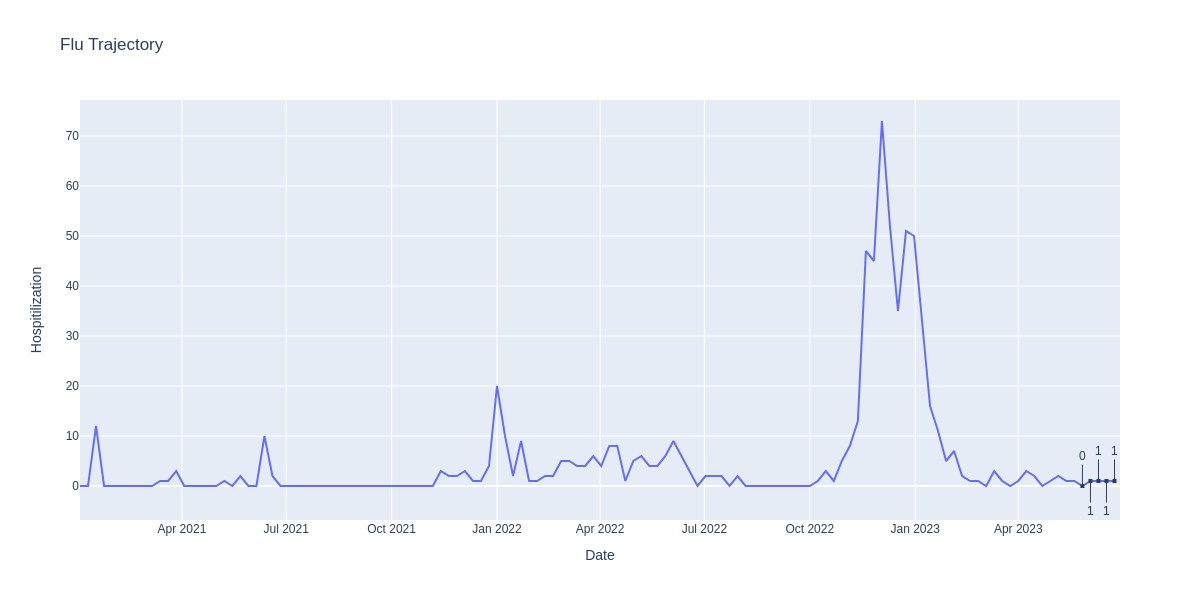 Flu Trajectory
Hospitilization
70
60
50
40
30
20
10
0
0
1
1
1
1
Apr 2021
Jul 2021
Oct 2021
Jan 2022
Apr 2022
Jul 2022
Oct 2022
Jan 2023
Apr 2023
Date